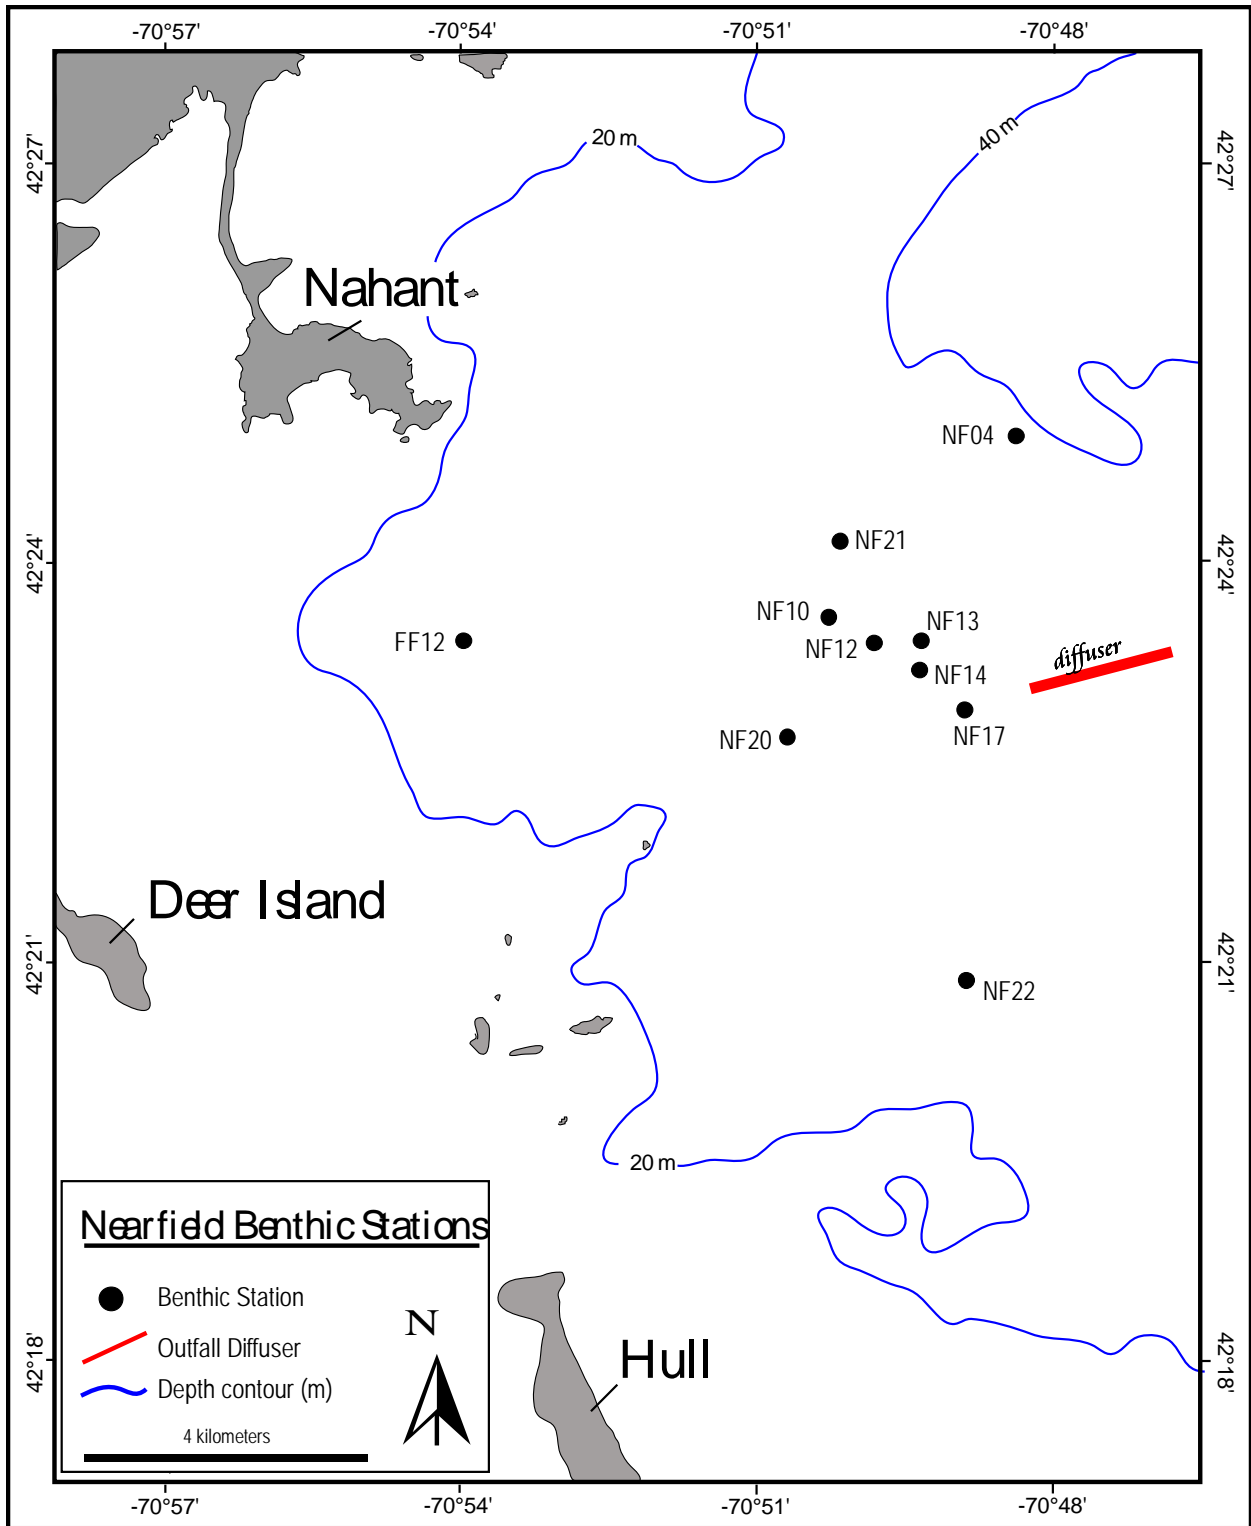 -70°57' -70°54' -70°51' -70°48'
20 m
40 m
42°27' 42°27'
Nahant
NF04
NF21
42°24' 42°24'
NF10
NF13
FF12
NF12
diffuser
NF14
NF20
NF17
Deer Island
42°21' 42°21'
NF22
20 m
Nearfield Benthic Stations
Benthic Station
N
Outfall Diffuser
Hull
42°18' 42°18'
Depth contour (m)
4 kilometers
-70°57' -70°54' -70°51' -70°48'